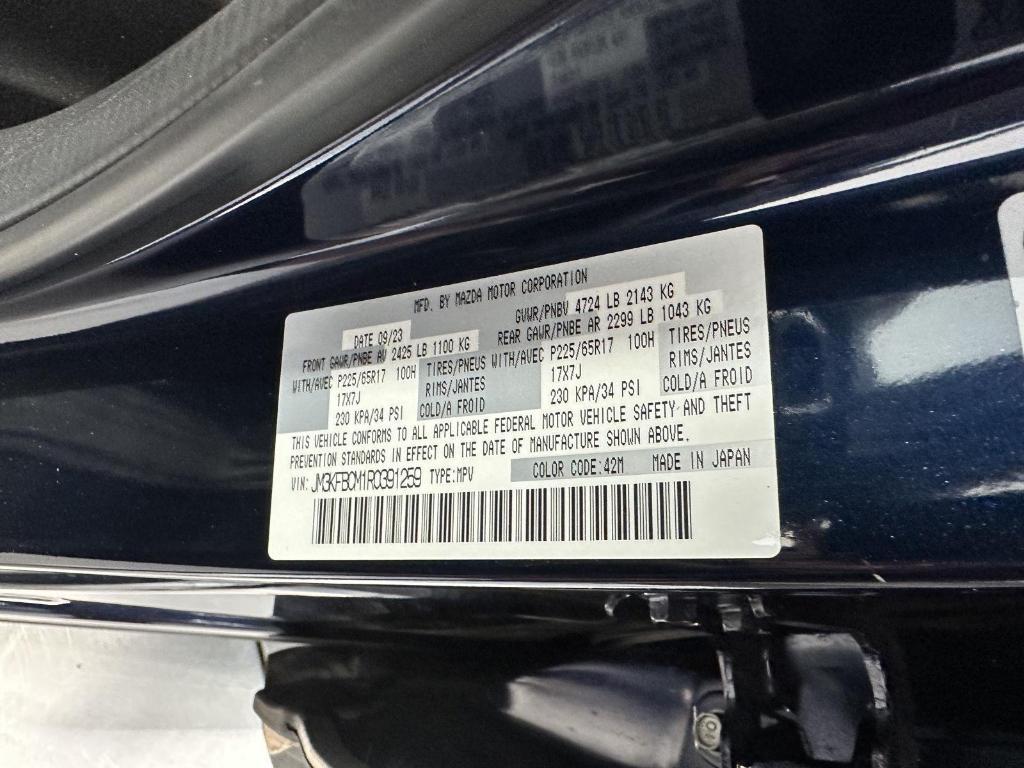 MFD. BY MAZDA MOTOR CORPORATION
DATE 09/23 GVWR/PNBV 4724 LB 2143 KG
FRONT GAWR/PNBE AV 2425 LB 1100 KG REAR GAWR/PNBE AR 2299 LB 1043 KG
WITH/AVEC P225/65R17 100H TIRES/PNEUS WITH/AVEC P225/65R17 100H TIRES/PNEUS
17X7J RIMS/JANTES 17X7J RIMS/JANTES
230 KPA/34 PSI COLD/A FROID 230 KPA/34 PSI COLD/A FROID
THIS VEHICLE CONFORMS TO ALL APPLICABLE FEDERAL MOTOR VEHICLE SAFETY AND THEFT
PREVENTION STANDARDS IN EFFECT ON THE DATE OF MANUFACTURE SHOWN ABOVE.
VIN: JM3KFBCM1R0391259 TYPE:MPV COLOR CODE:42M MADE IN JAPAN